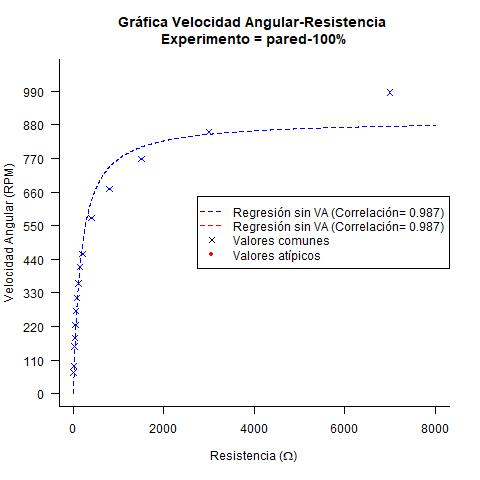 Gráfica Velocidad Angular-Resistencia
Experimento = pared-100%
Velocidad Angular (RPM)
990
880
770
660
550
440
330
220
110
0
Regresión sin VA (Correlación= 0.987)
Regresión sin VA (Correlación= 0.987)
Valores comunes
Valores atípicos
0 2000 4000 6000 8000
Resistencia (Ω)